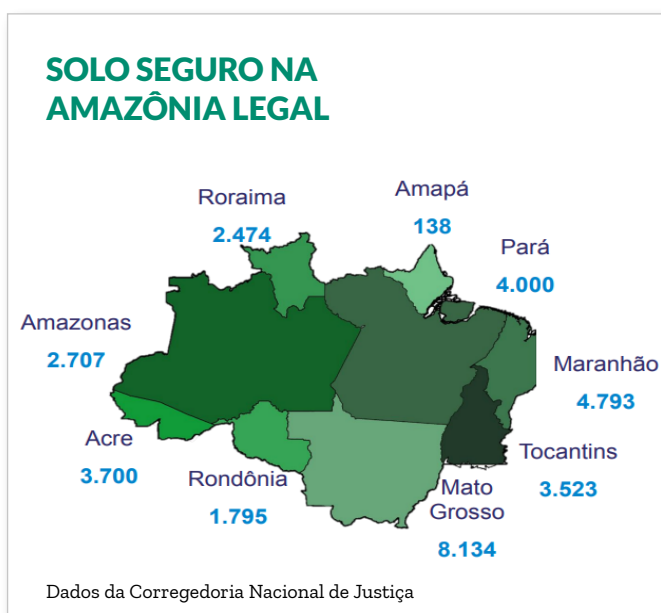 SOLO SEGURO NA
AMAZÔNIA LEGAL
Roraima
2.474
Amapá
138
Pará
4.000
Amazonas
2.707
Maranhão
4.793
Acre
3.700
Rondônia
1.795
Mato
Grosso
8.134
Tocantins
3.523
Dados da Corregedoria Nacional de Justiça